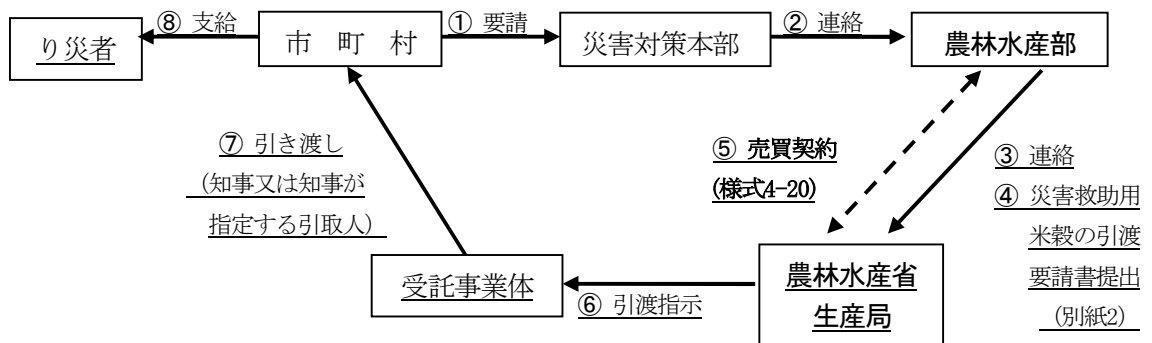 ⑧ 支給
① 要請
② 連絡
り災者
市 町 村
災害対策本部
農林水産部
⑦ 引き渡し
（知事又は知事が
指定する引取人）
⑤ 売買契約
(様式4-20)
③ 連絡
④ 災害救助用
米穀の引渡
要請書提出
（別紙2）
受託事業体
⑥ 引渡指示
農林水産省
生産局